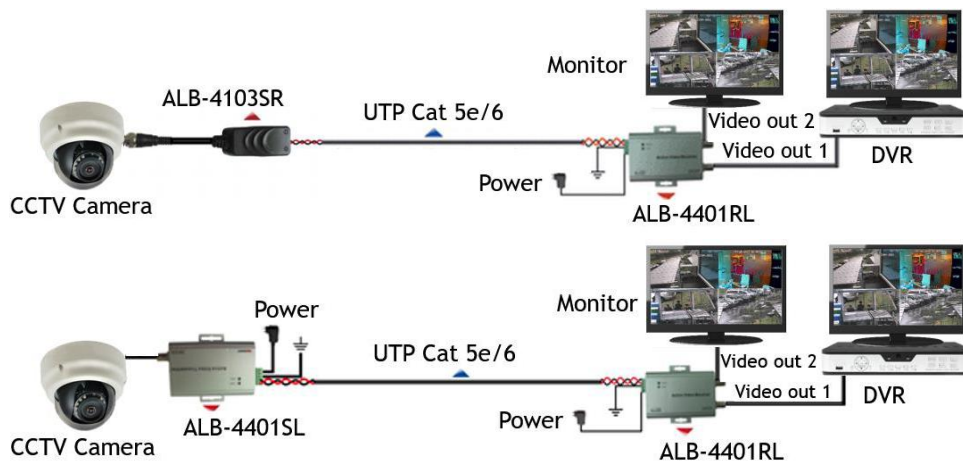 Monitor
ALB-4103SR
UTP Cat 5e/6
Video out 2
Video out 1
DVR
Power
CCTV Camera
ALB-4401RL
Monitor
Power
UTP Cat 5e/6
Video out 2
Video out 1
DVR
Power
ALB-4401SL
CCTV Camera
ALB-4401RL